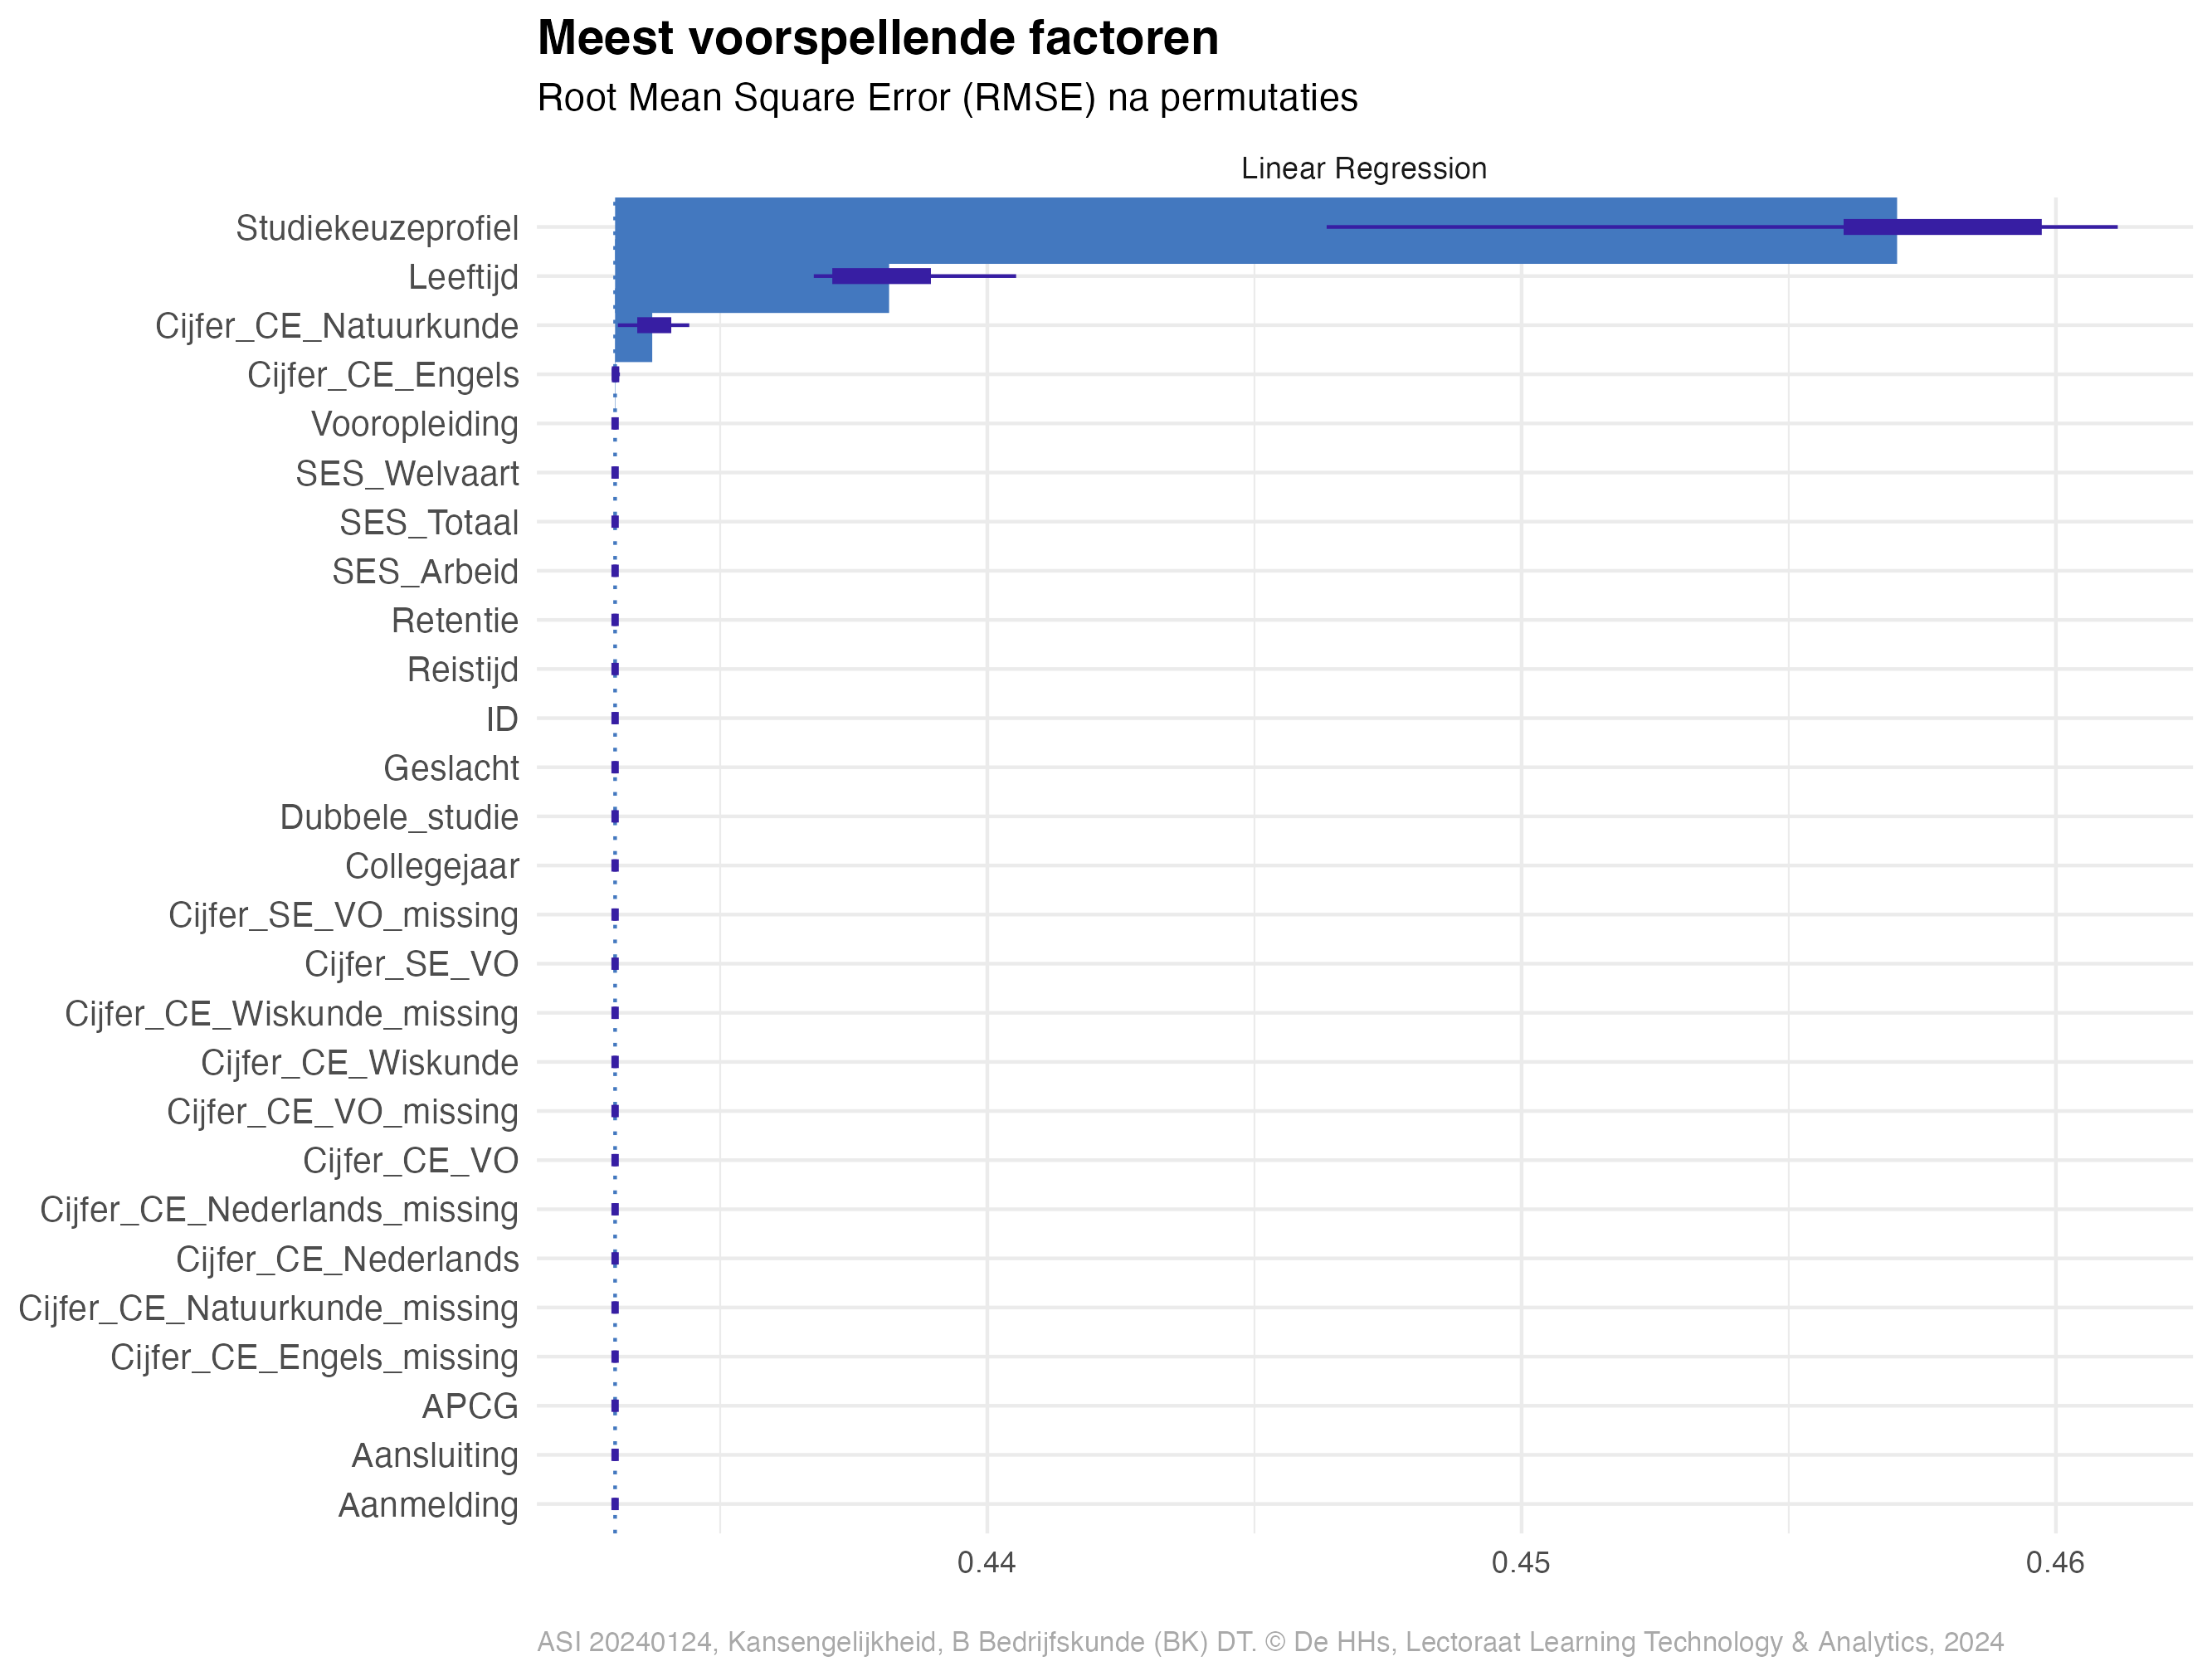 Meest voorspellende factoren
Root Mean Square Error (RMSE) na permutaties
Linear Regression
Studiekeuzeprofiel
Leeftijd
Cijfer_CE_Natuurkunde
Cijfer_CE_Engels
Vooropleiding
SES_Welvaart
SES_Totaal
SES_Arbeid
Retentie
Reistijd
ID
Geslacht
Dubbele_studie
Collegejaar
Cijfer_SE_VO_missing
Cijfer_SE_VO
Cijfer_CE_Wiskunde_missing
Cijfer_CE_Wiskunde
Cijfer_CE_VO_missing
Cijfer_CE_VO
Cijfer_CE_Nederlands_missing
Cijfer_CE_Nederlands
Cijfer_CE_Natuurkunde_missing
Cijfer_CE_Engels_missing
APCG
Aansluiting
Aanmelding
0.44 0.45 0.46
ASI 20240124, Kansengelijkheid, B Bedrijfskunde (BK) DT. © De HHs, Lectoraat Learning Technology & Analytics, 2024